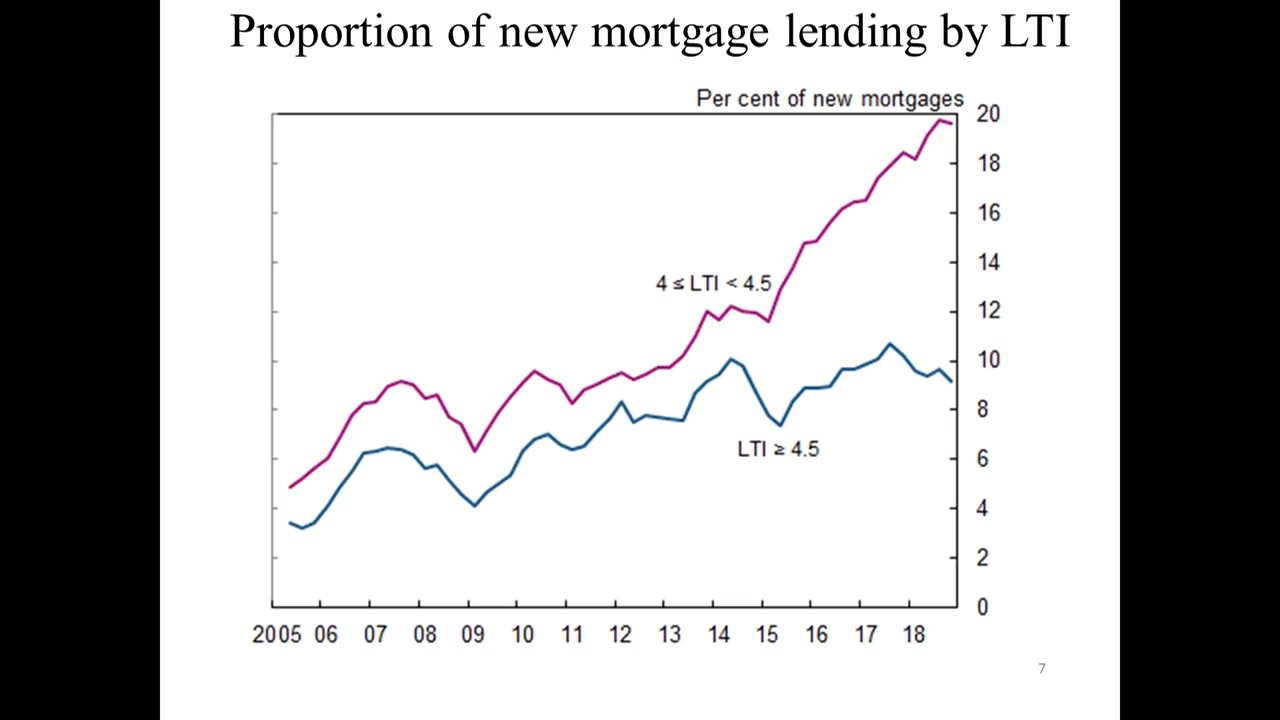 Proportion of new mortgage lending by LTI
Per cent of new mortgages
20
18
16
14
4 ≤ LTI < 4.5
12
10
8
LTI ≥ 4.5
6
4
2
0
2005 06 07 08 09 10 11 12 13 14 15 16 17 18
7